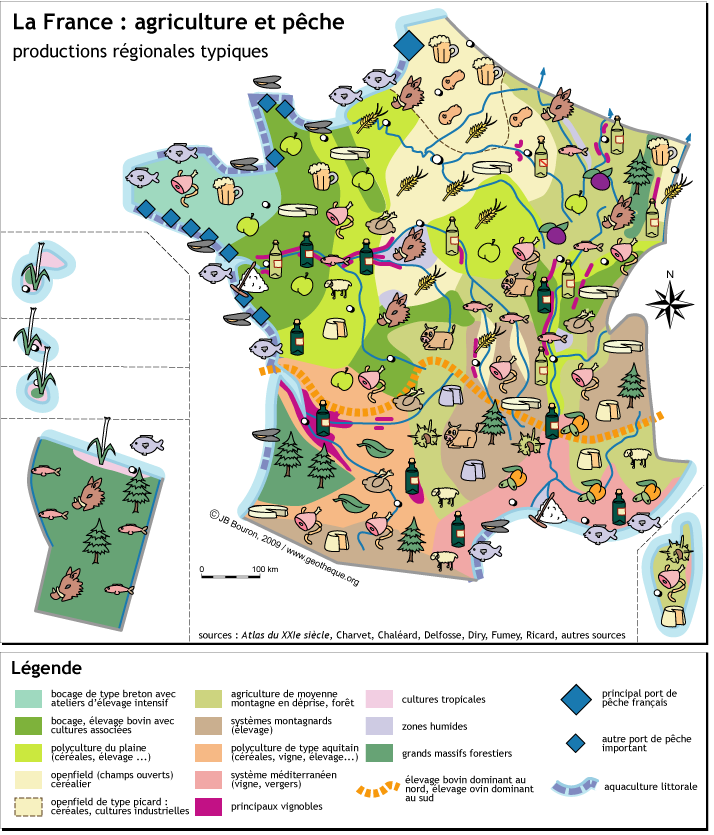 La France : agriculture et pêche
productions régionales typiques
N
©JB Bouron, 2009 / www.geotheque.org
0 100 km
sources : Atlas du XXIe siècle, Charvet, Chaléard, Delfosse, Diry, Fumey, Ricard, autres sources
Légende
bocage de type breton avec
ateliers d'élevage intensif
bocage, élevage bovin avec
cultures associées
polyculture du plaine
(céréales, élevage ...)
openfield (champs ouverts)
céréalier
openfield de type picard :
céréales, cultures industrielles
agriculture de moyenne
montagne en déprise, forêt
systèmes montagnards
(élevage)
polyculture de type aquitain
(céréales, vigne, élevage...)
système méditerranéen
(vigne, vergers)
principaux vignobles
cultures tropicales
zones humides
grands massifs forestiers
élevage bovin dominant au
nord, élevage ovin dominant
au sud
principal port de
pêche français
autre port de pêche
important
aquaculture littorale